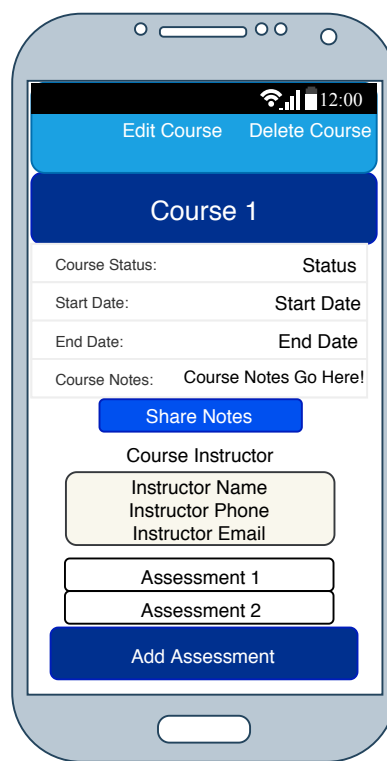 12:00
Edit Course Delete Course
Course 1
Course Status: Status
Start Date: Start Date
End Date: End Date
Course Notes: Course Notes Go Here!
Share Notes
Course Instructor
Instructor Name
Instructor Phone
Instructor Email
Assessment 1
Assessment 2
Add Assessment